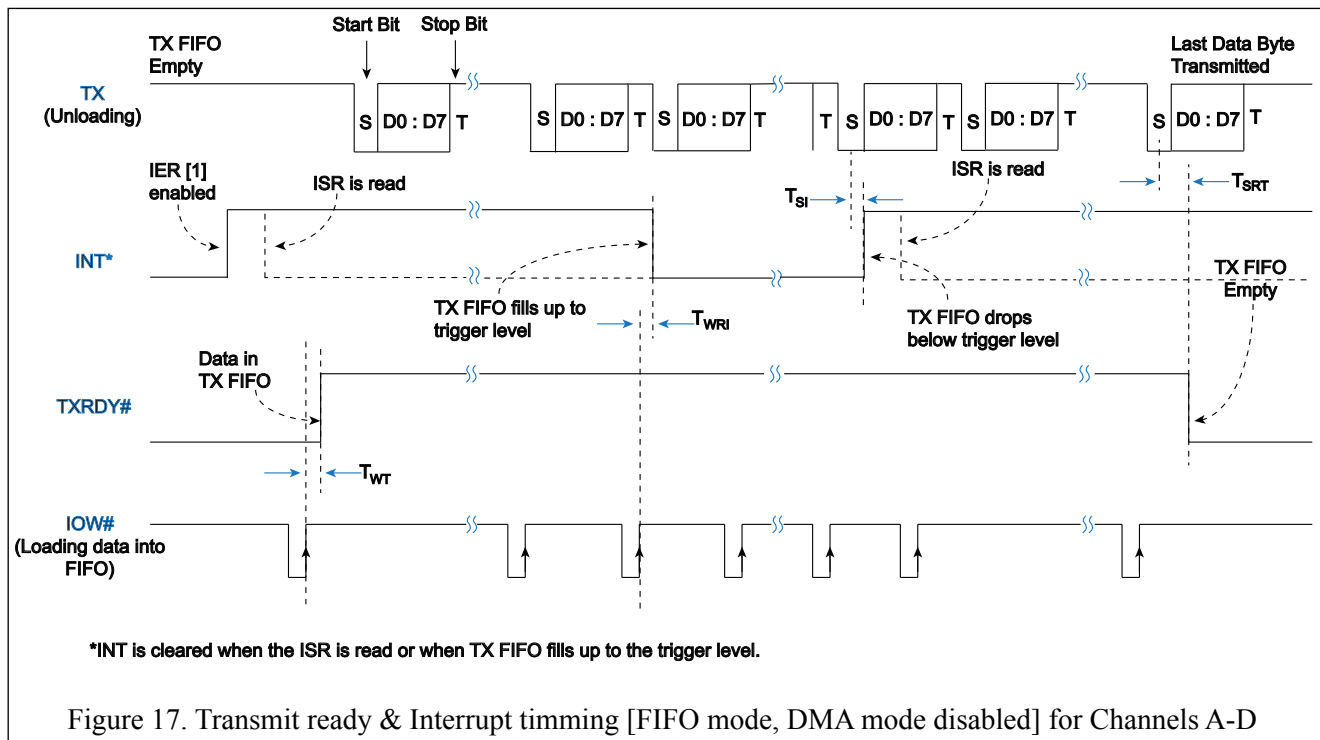 Start Bit
Stop Bit
TX FIFO
Empty
Last Data Byte
Transmitted
TX
(Unloading)
S D0 : D7 T
S D0 : D7 T S D0 : D7 T
T S D0 : D7 T S D0 : D7 T
S D0 : D7 T
IER [1]
enabled
ISR is read
ISR is read
TSI
TSRT
INT*
TX FIFO fills up to
trigger level
TWRI
TX FIFO drops
below trigger level
TX FIFO
Empty
Data in
TX FIFO
TXRDY#
TWT
IOW#
(Loading data into
FIFO)
*INT is cleared when the ISR is read or when TX FIFO fills up to the trigger level.
Figure 17. Transmit ready & Interrupt timming [FIFO mode, DMA mode disabled] for Channels A-D